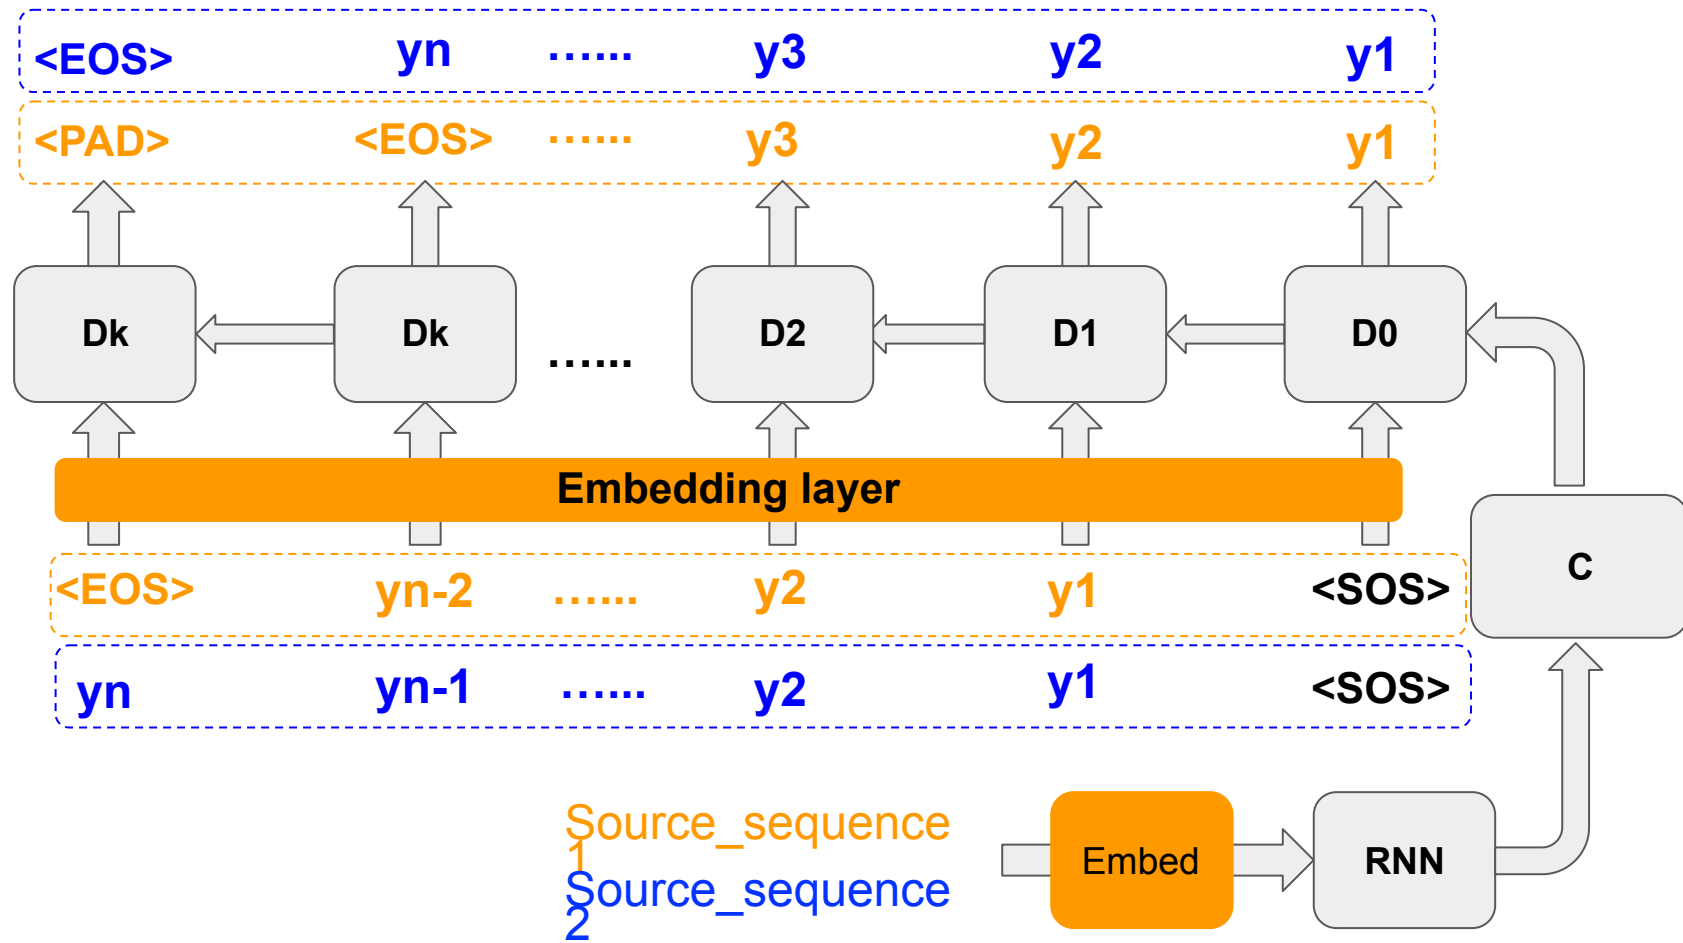 <EOS> yn …... y3 y2 y1
<PAD> <EOS> …... y3 y2 y1
Dk Dk …... D2 D1 D0
Embedding layer
<EOS> yn-2 …... y2 y1 <SOS>
C
yn yn-1 …... y2 y1 <SOS>
Source_sequence
1
Source_sequence
2
Embed
RNN